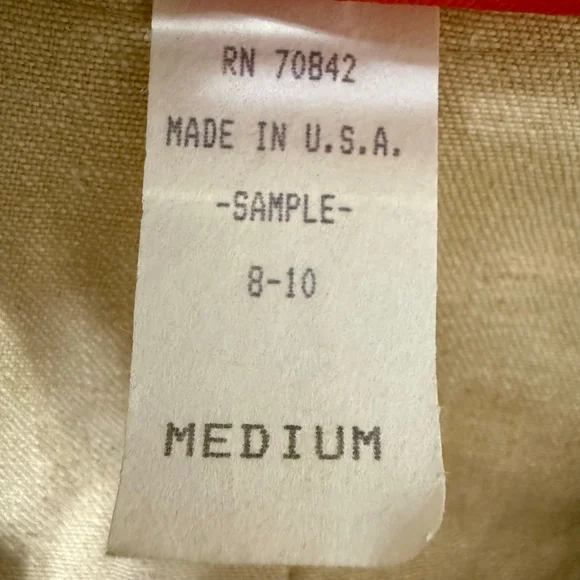 RN 70842
MADE IN U.S.A.
-SAMPLE-
8-10
MEDIUM